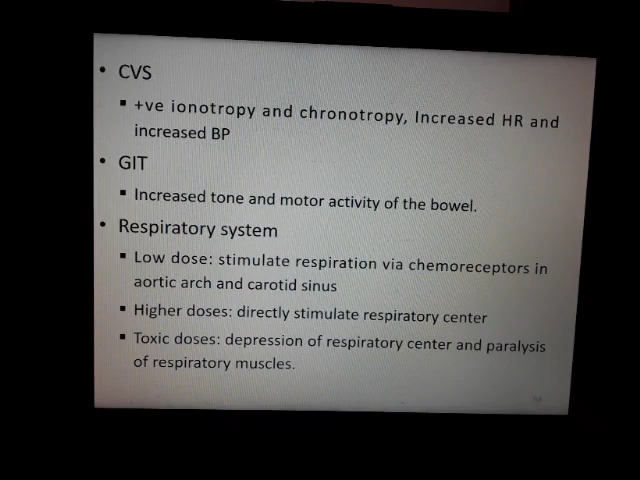 • CVS
▪ +ve ionotropy and chronotropy, Increased HR and
increased BP
• GIT
▪ Increased tone and motor activity of the bowel.
• Respiratory system
▪ Low dose: stimulate respiration via chemoreceptors in
aortic arch and carotid sinus
▪ Higher doses: directly stimulate respiratory center
▪ Toxic doses: depression of respiratory center and paralysis
of respiratory muscles.